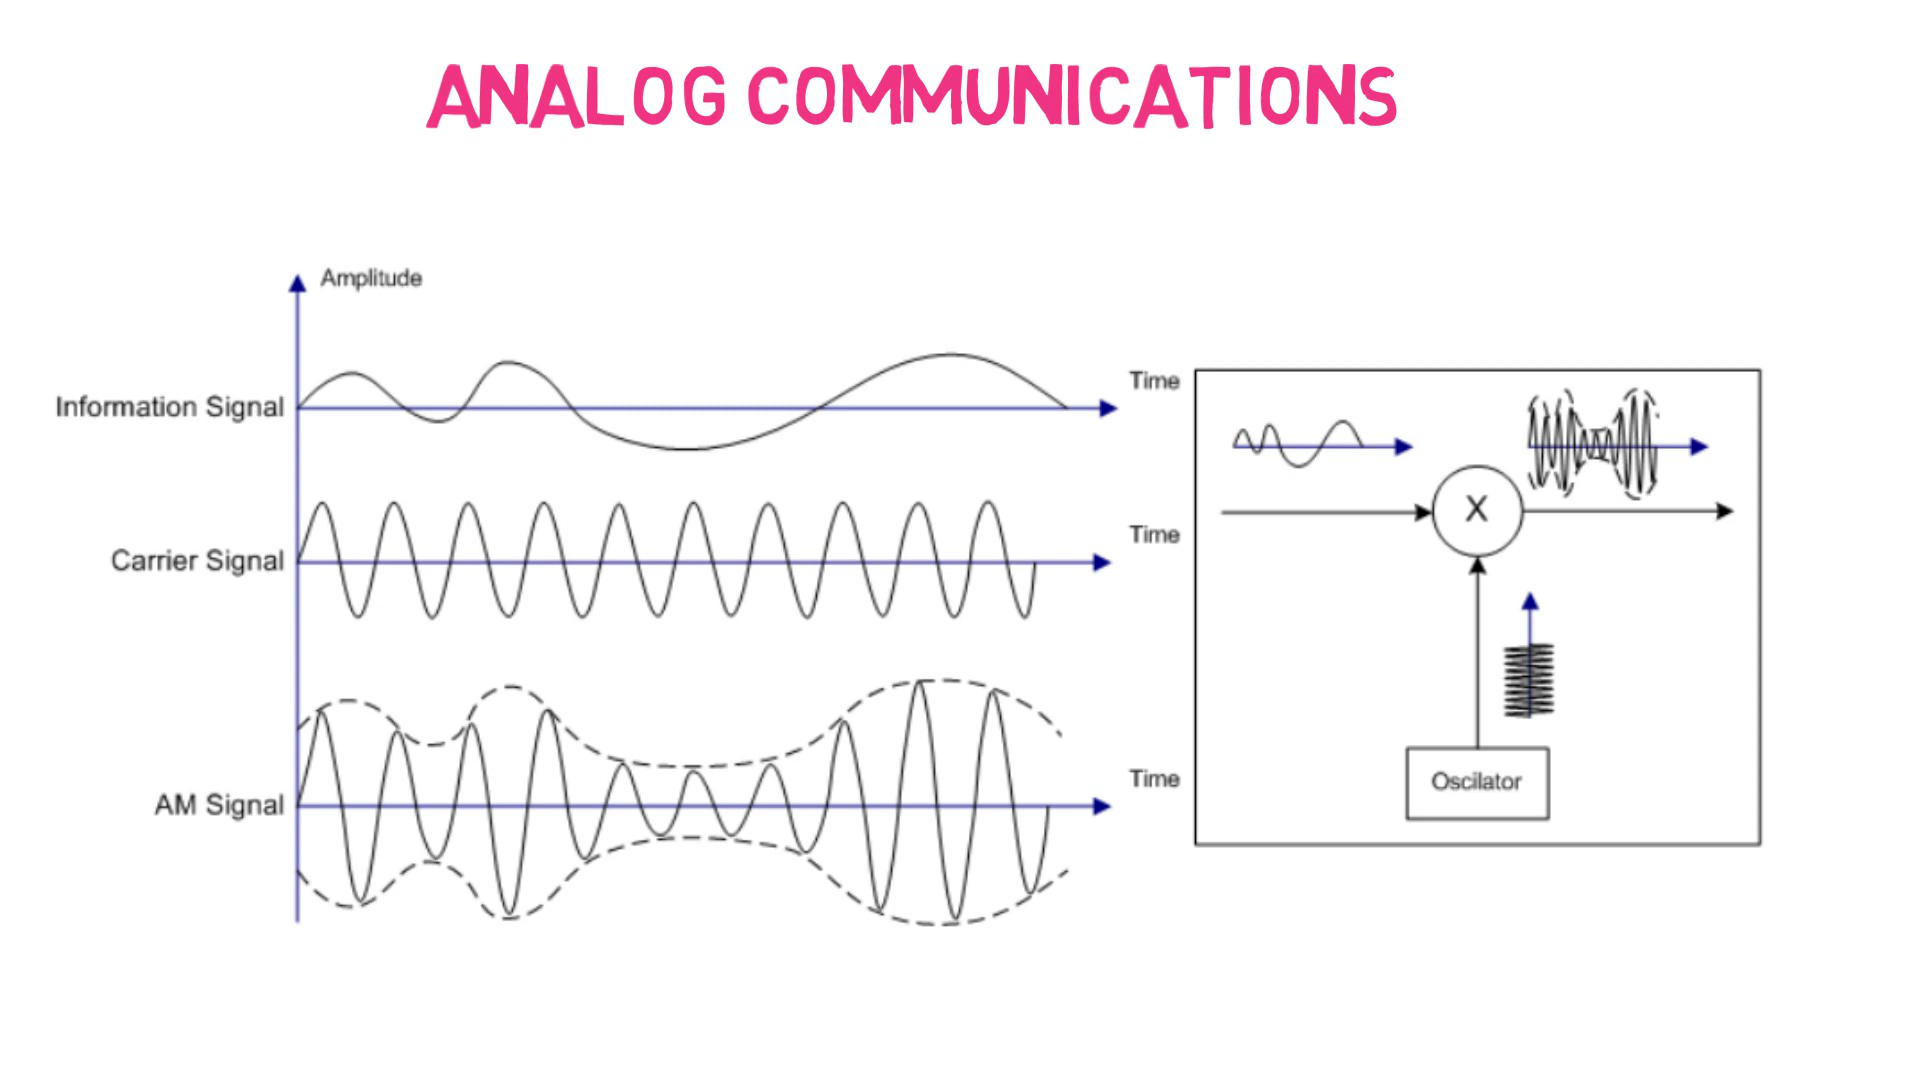 ANALOG COMMUNICATIONS
Amplitude
Information Signal
Time
Carrier Signal
Time
AM Signal
Time
X
Oscilator